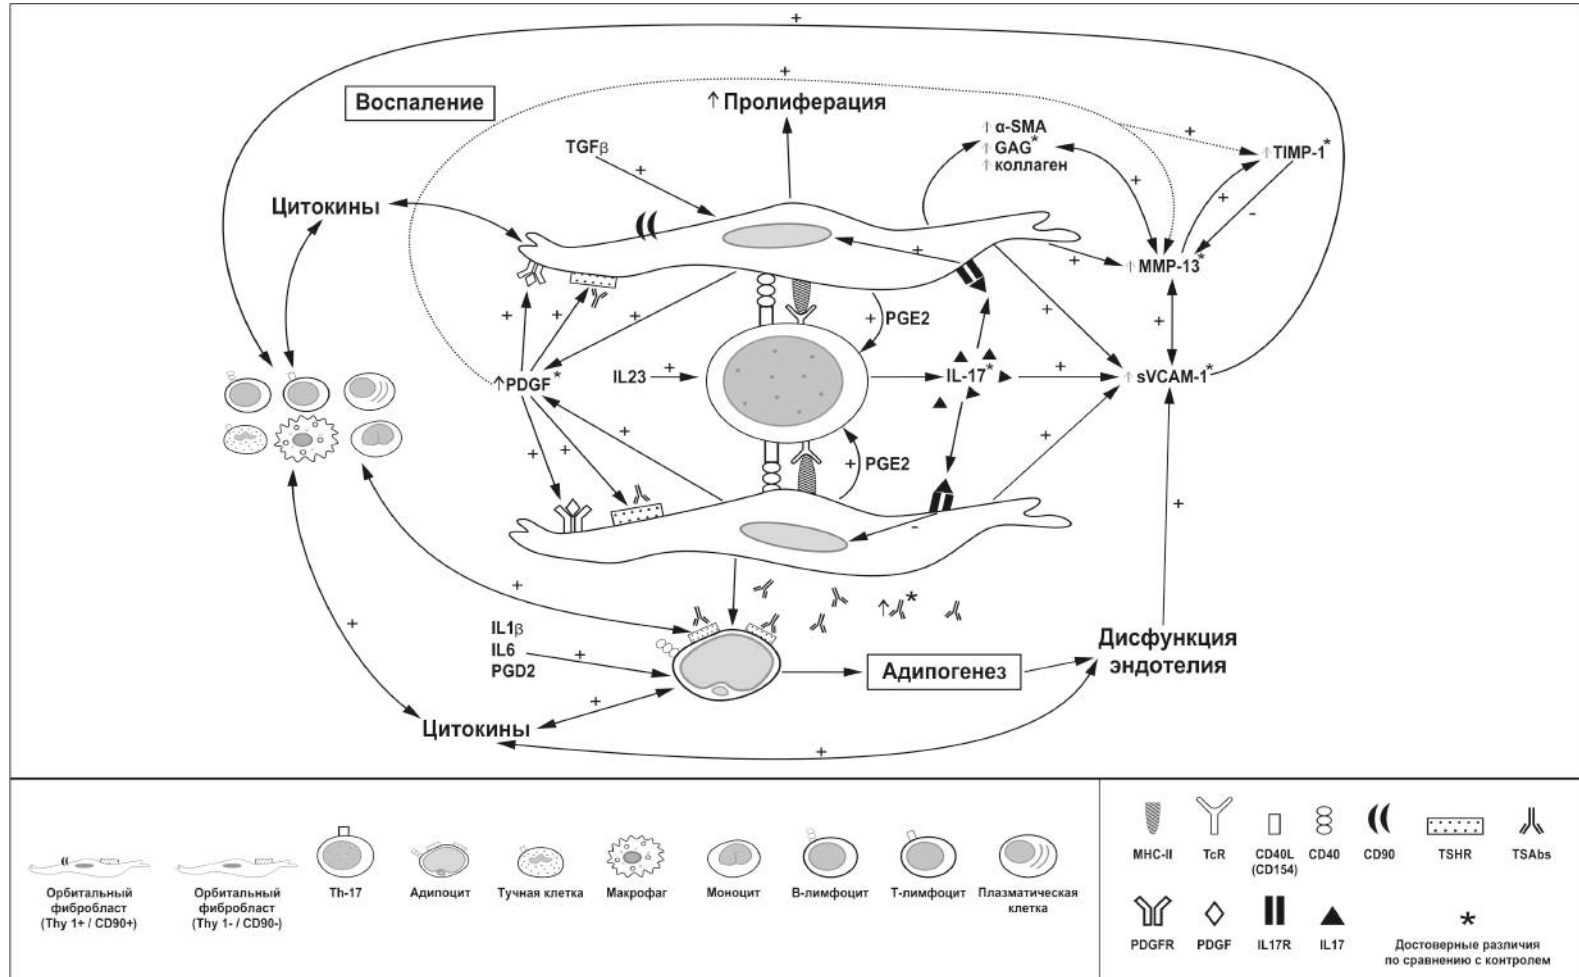 +
+
Воспаление
↑ Пролиферация
↑ α-SMA
↑ GAG*
↑ коллаген
+
↑ TIMP-1*
TGFβ
+
+
+
-
Цитокины
+
+
↑ MMP-13*
+
+
+
+
PGE2
+
+
IL23
+
↑ PDGF*
IL-17*
+
↑ sVCAM-1*
+
+
+
+
+
PGE2
+
-
+
↑ *
IL1β
IL6
PGD2
+
+
+
Адипогенез
Дисфункция
эндотелия
+
Цитокины
+
Орбитальный
фибробласт
(Thy 1+ / CD90+)
Орбитальный
фибробласт
(Thy 1- / CD90-)
Th-17
Адипоцит
Тучная клетка
Макрофаг
Моноцит
В-лимфоцит
Т-лимфоцит
Плазматическая
клетка
MHC-II
TcR
CD40L
(CD154)
CD40
CD90
TSHR
TSAbs
PDGFR
PDGF
IL17R
IL17
*
Достоверные различия
по сравнению с контролем